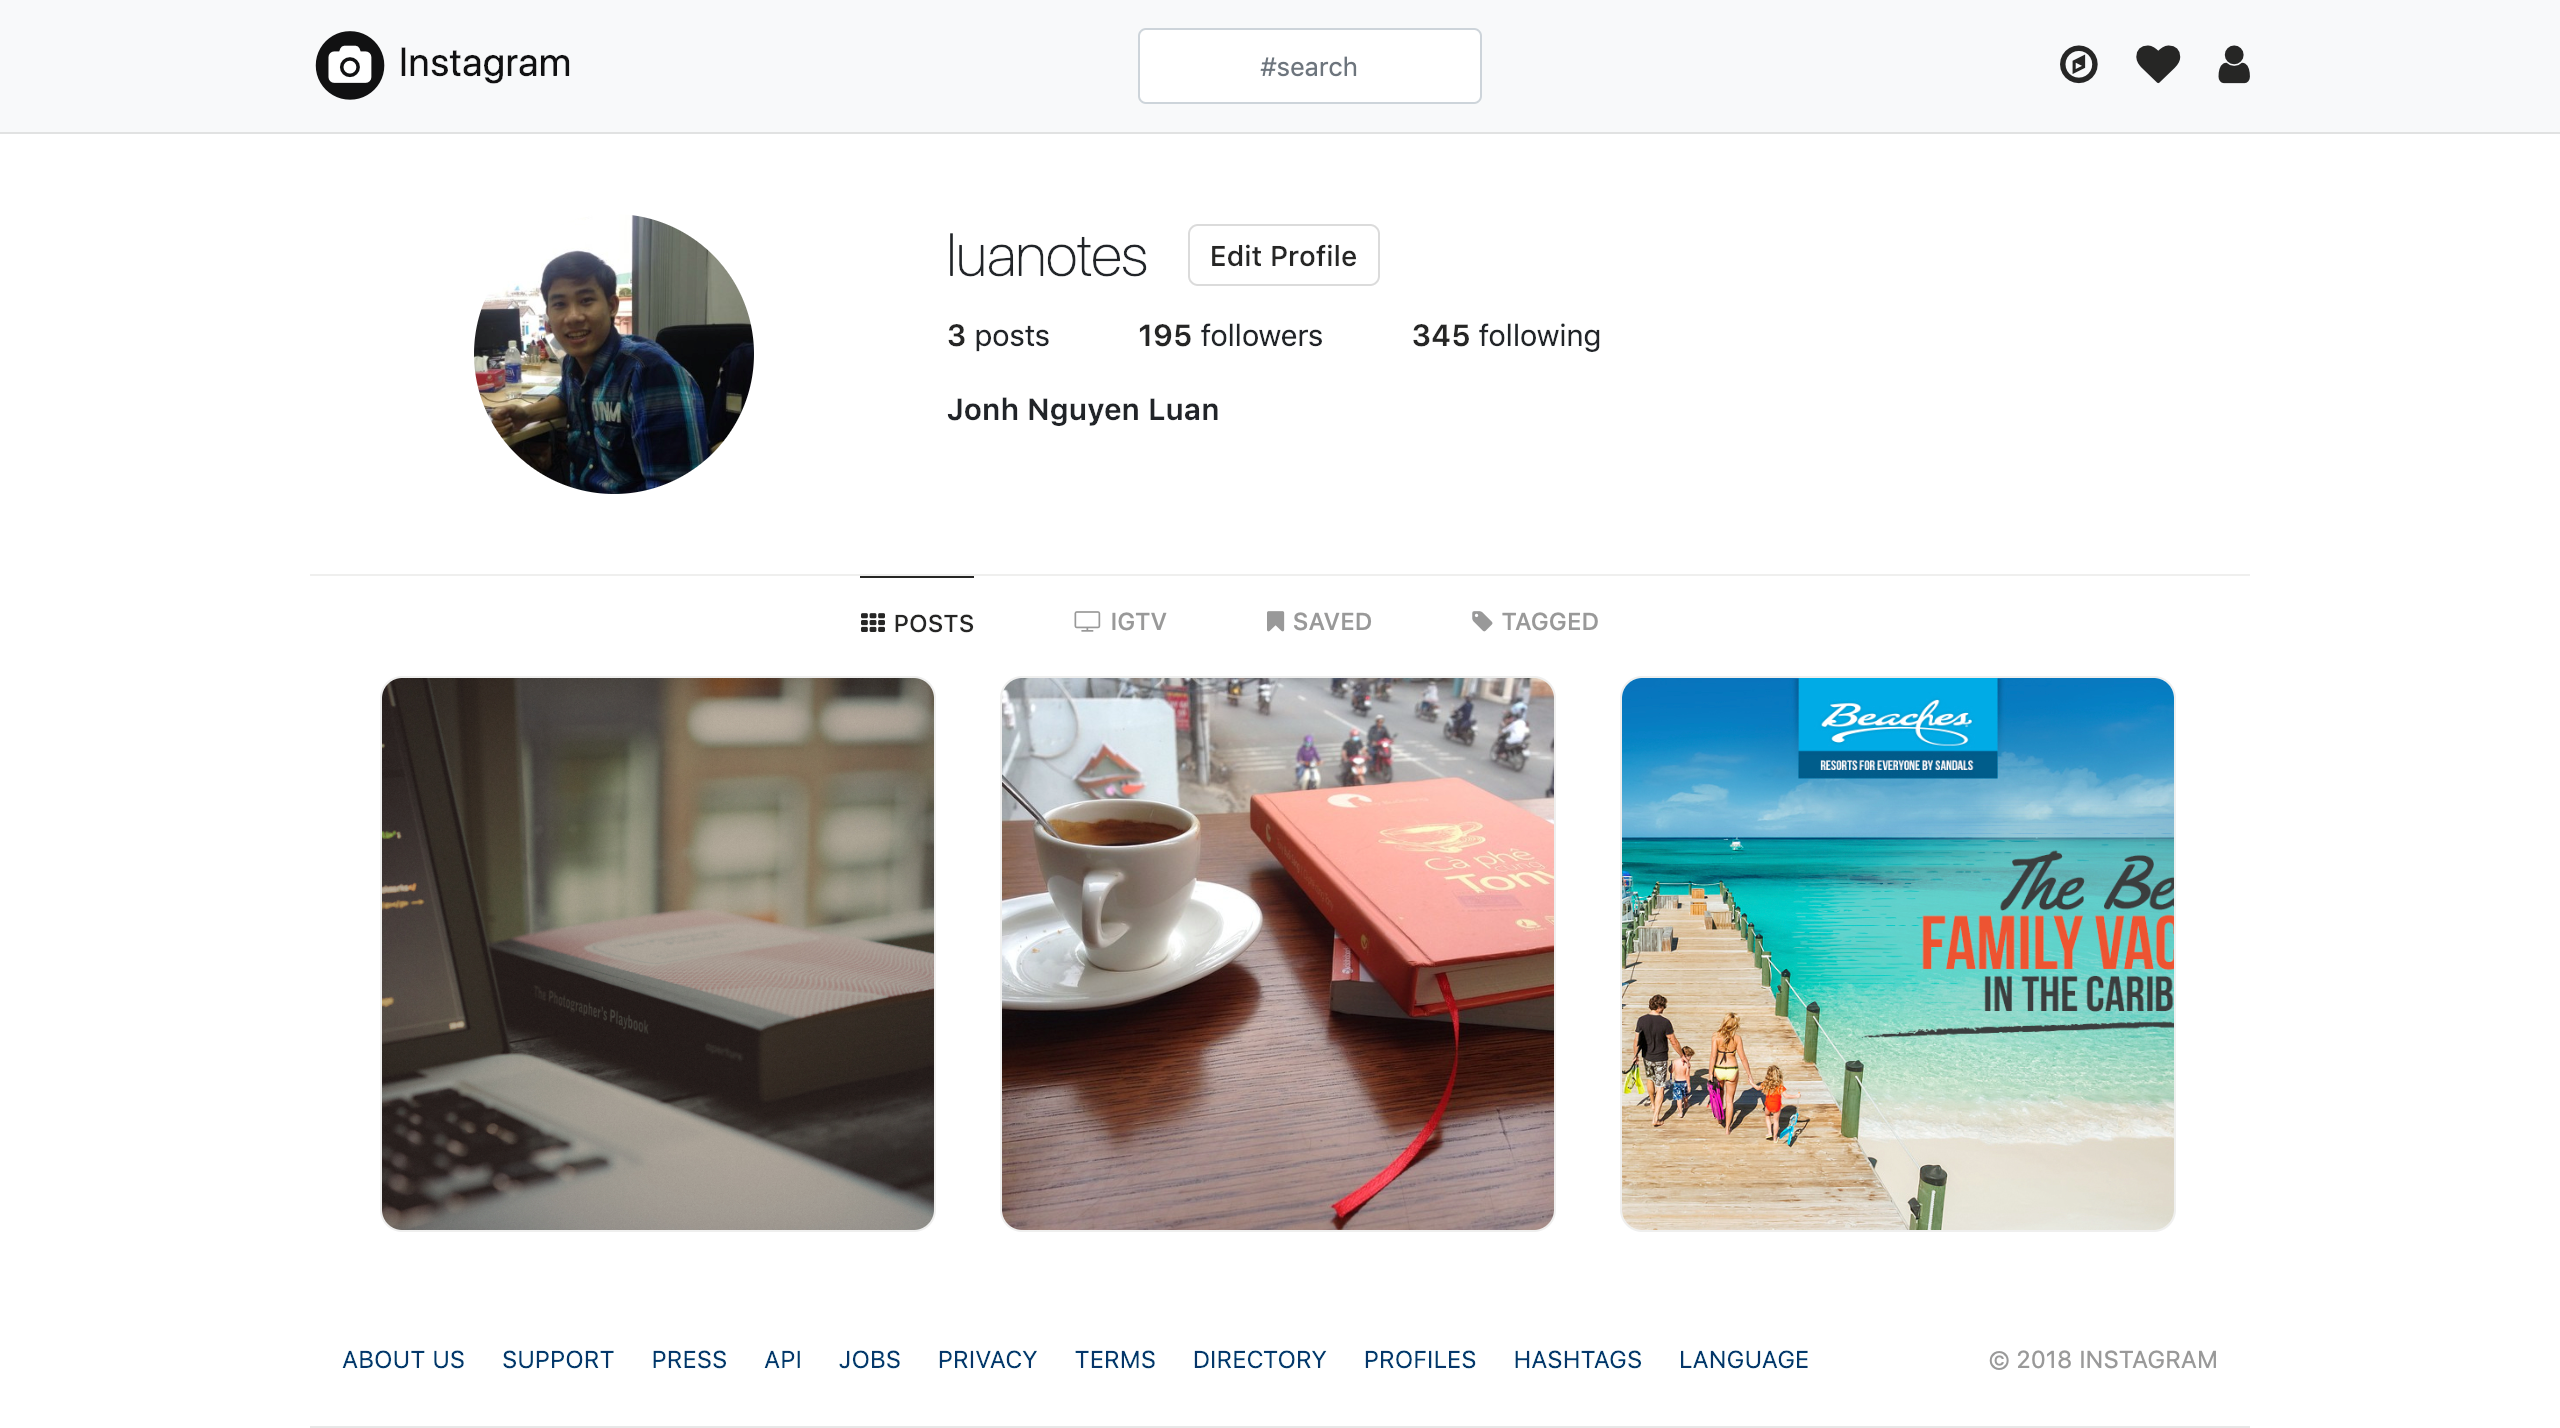 Instagram
#search
luanotes
Edit Profile
3 posts 195 followers 345 following
Jonh Nguyen Luan
POSTS IGTV SAVED TAGGED
The Photographer's Playbook
aperture
Cà phê
cùng
Tony
Beaches
RESORTS FOR EVERYONE BY SANDALS
The Be
FAMILY VAC
IN THE CARIB
ABOUT US SUPPORT PRESS API JOBS PRIVACY TERMS DIRECTORY PROFILES HASHTAGS LANGUAGE © 2018 INSTAGRAM